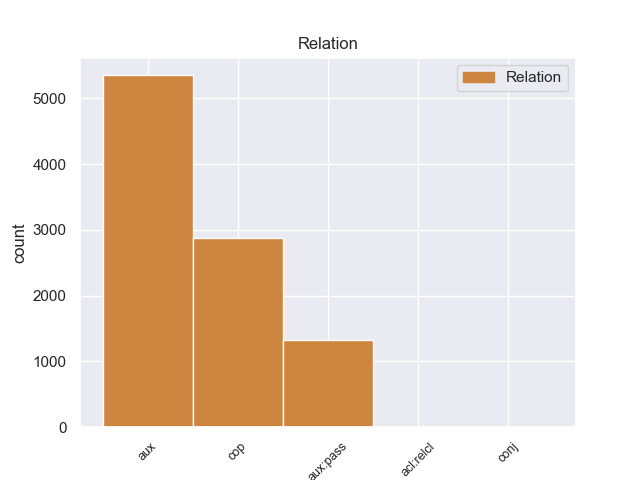 Relation
Relation
count
5000
4000
3000
2000
1000
0
aux
cop
aux:pass
acl:relcl
conj